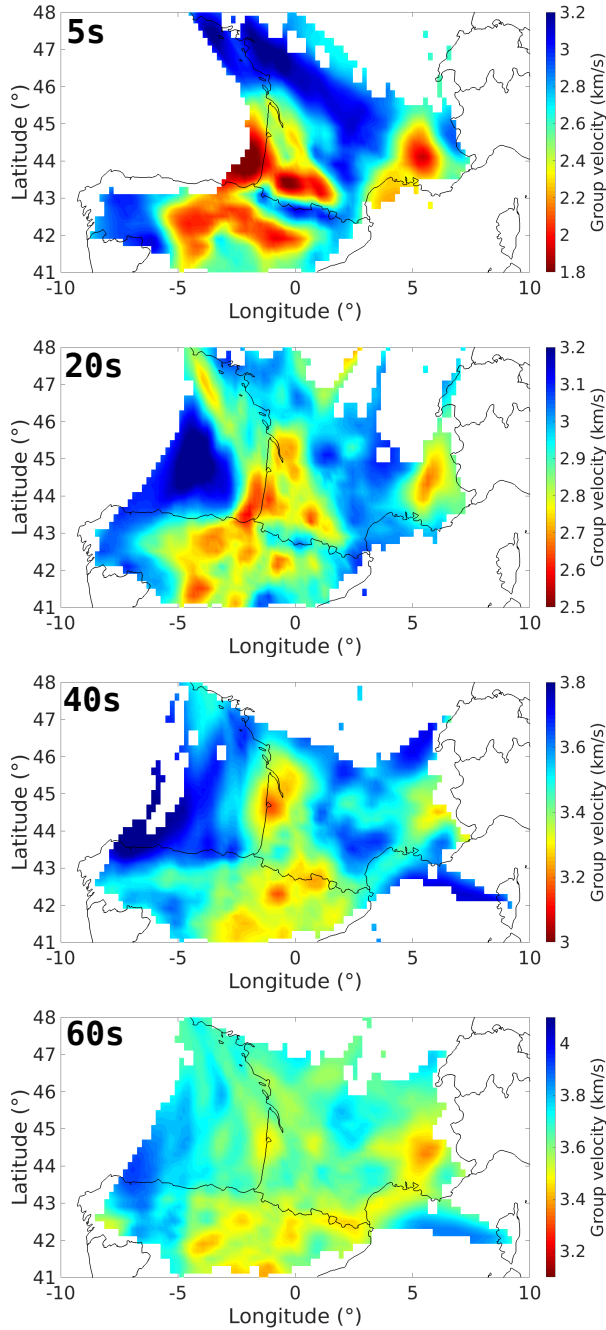 5s
48
47
46
45
44
43
42
41
Latitude (°)
-10 -5 0 5 10
Longitude (°)
3.2
3
2.8
2.6
2.4
2.2
2
1.8
Group velocity (km/s)
20s
48
47
46
45
44
43
42
41
Latitude (°)
-10 -5 0 5 10
Longitude (°)
3.2
3.1
3
2.9
2.8
2.7
2.6
2.5
Group velocity (km/s)
40s
48
47
46
45
44
43
42
41
Latitude (°)
-10 -5 0 5 10
Longitude (°)
3.8
3.6
3.4
3.2
3
Group velocity (km/s)
60s
48
47
46
45
44
43
42
41
Latitude (°)
-10 -5 0 5 10
Longitude (°)
4
3.8
3.6
3.4
3.2
Group velocity (km/s)